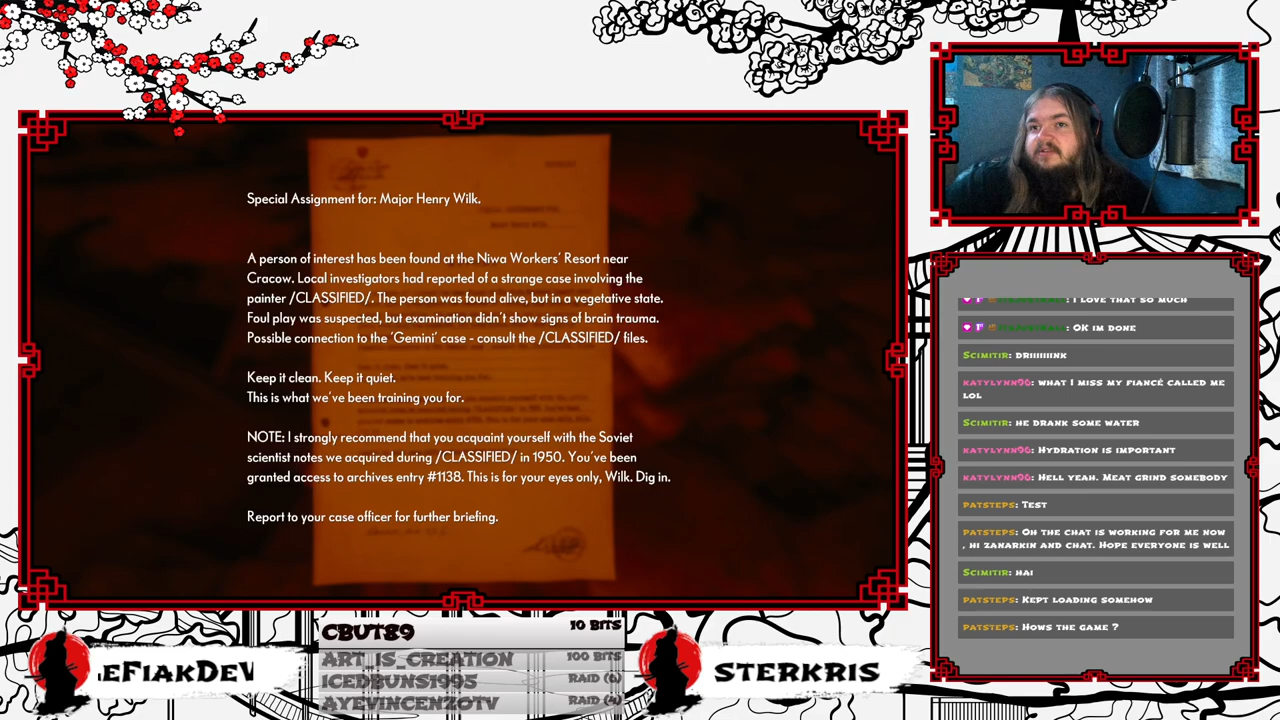 Special Assignment for: Major Henry Wilk.
A person of interest has been found at the Niwa Workers' Resort near
Cracow. Local investigators had reported of a strange case involving the
painter /CLASSIFIED/. The person was found alive, but in a vegetative state.
Foul play was suspected, but examination didn't show signs of brain trauma.
Possible connection to the 'Gemini' case - consult the /CLASSIFIED/ files.
Keep it clean. Keep it quiet.
This is what we've been training you for.
NOTE: I strongly recommend that you acquaint yourself with the Soviet
scientist notes we acquired during /CLASSIFIED/ in 1950. You've been
granted access to archives entry #1138. This is for your eyes only, Wilk. Dig in.
Report to your case officer for further briefing.
: I LOVE THAT SO MUCH
: OK IM DONE
SCIMITIR: DRIIIIIINK
KATYLYNN90: WHAT I MISS MY FIANCÉ CALLED ME
LOL
SCIMITIR: HE DRANK SOME WATER
KATYLYNN90: HYDRATION IS IMPORTANT
KATYLYNN90: HELL YEAH. MEAT GRIND SOMEBODY
PATSTEPS: TEST
PATSTEPS: OH THE CHAT IS WORKING FOR ME NOW
, HI ZANARKIN AND CHAT. HOPE EVERYONE IS WELL
SCIMITIR: HAI
PATSTEPS: KEPT LOADING SOMEHOW
PATSTEPS: HOWS THE GAME ?
EFIAKDEV
CBUT89 10 BITS
ART_IS_CREATION 100 BITS
ICEDBUNS1995 RAID (6)
AYEVINCENZOTV RAID (4)
STERKRIS